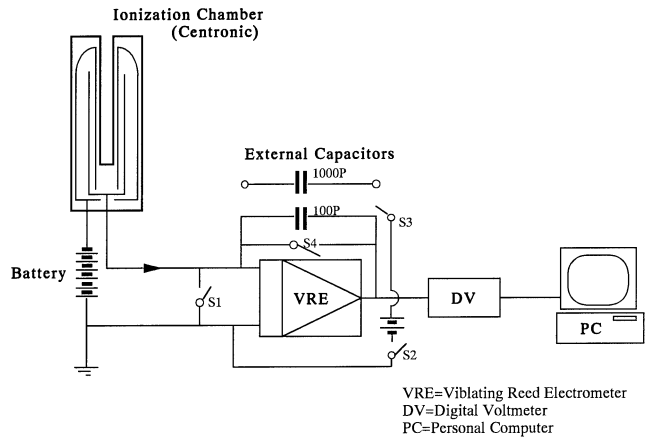 Ionization Chamber
(Centronic)
External Capacitors
1000P
100P
S3
S4
Battery
S1
VRE
DV
PC
S2
VRE=Viblating Reed Electrometer
DV=Digital Voltmeter
PC=Personal Computer